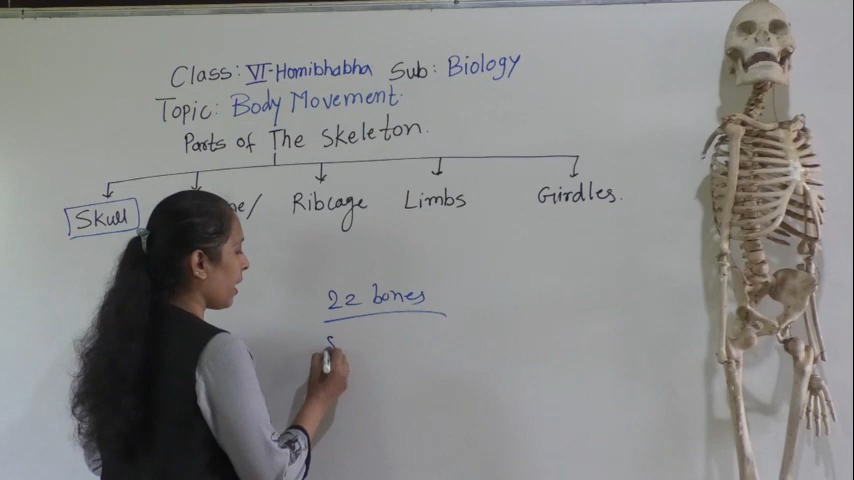 Class: VI-Homibhabha Sub: Biology
Topic: Body Movement.
Parts of The Skeleton.
Skull Ribcage Limbs Girdles.
22 bones